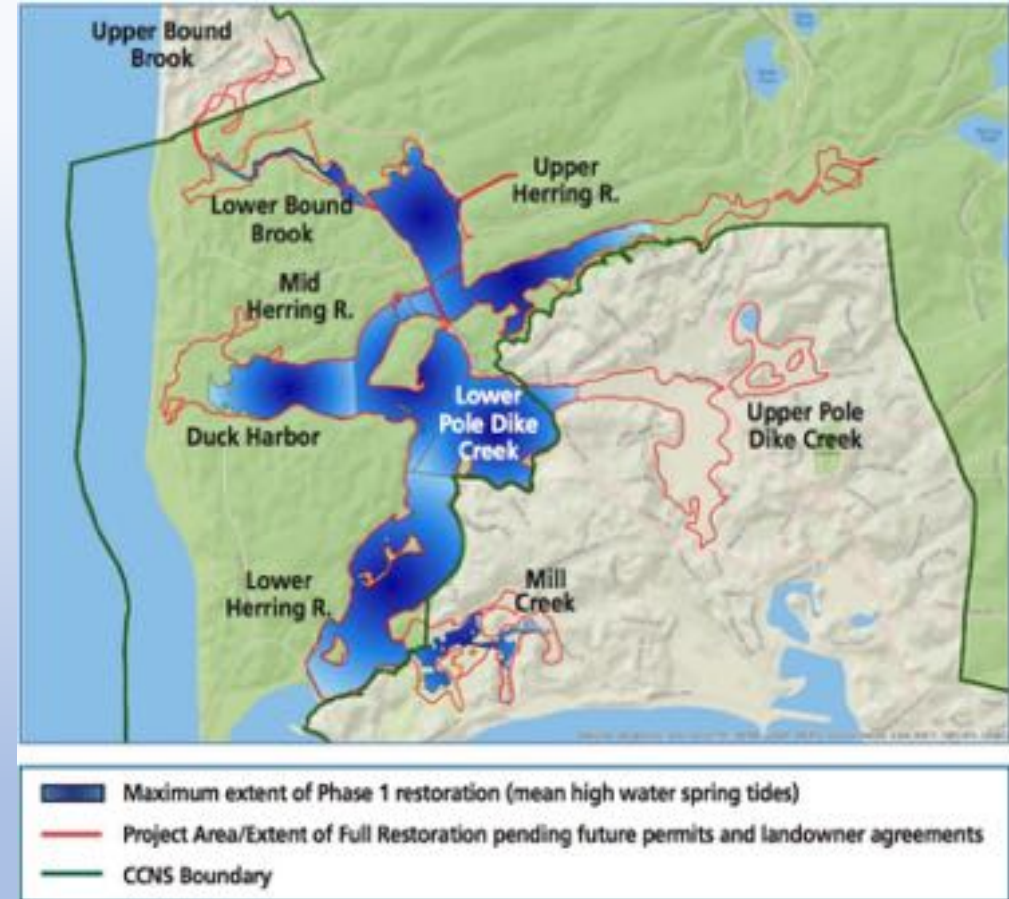 Upper Bound
Brook
Upper
Herring R.
Lower Bound
Brook
Mid
Herring R.
Lower
Pole Dike
Creek
Upper Pole
Dike Creek
Duck Harbor
Lower
Herring R.
Mill
Creek
Maximum extent of Phase 1 restoration (mean high water spring tides)
Project Area/Extent of Full Restoration pending future permits and landowner agreements
CCNS Boundary